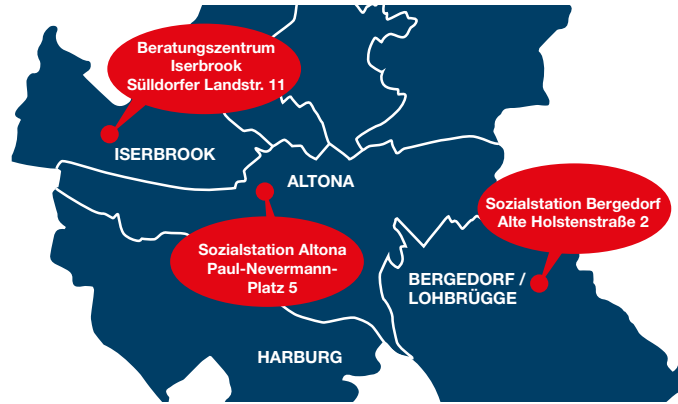 Beratungszentrum
Iserbrook
Sülldorfer Landstr. 11
ISERBROOK
ALTONA
Sozialstation Bergedorf
Alte Holstenstraße 2
Sozialstation Altona
Paul-Nevermann-
Platz 5
BERGEDORF /
LOHBRÜGGE
HARBURG